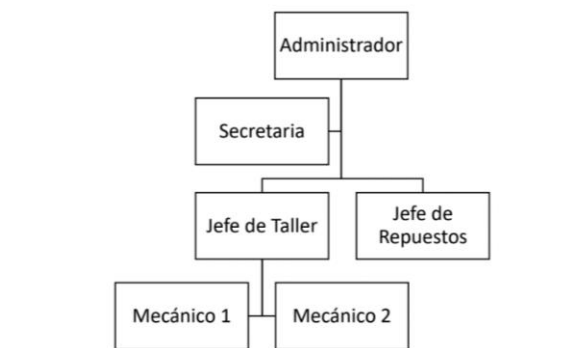 Administrador
Secretaria
Jefe de Taller
Jefe de
Repuestos
Mecánico 1
Mecánico 2